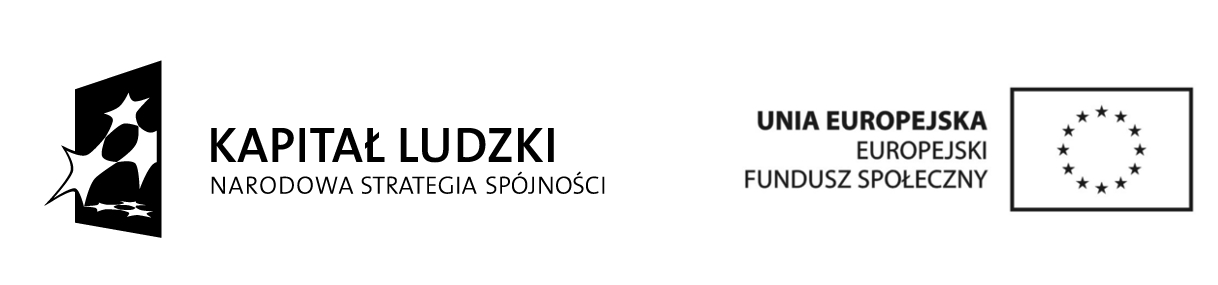 KAPITAŁ LUDZKI
NARODOWA STRATEGIA SPÓJNOŚCI
UNIA EUROPEJSKA
EUROPEJSKI
FUNDUSZ SPOŁECZNY